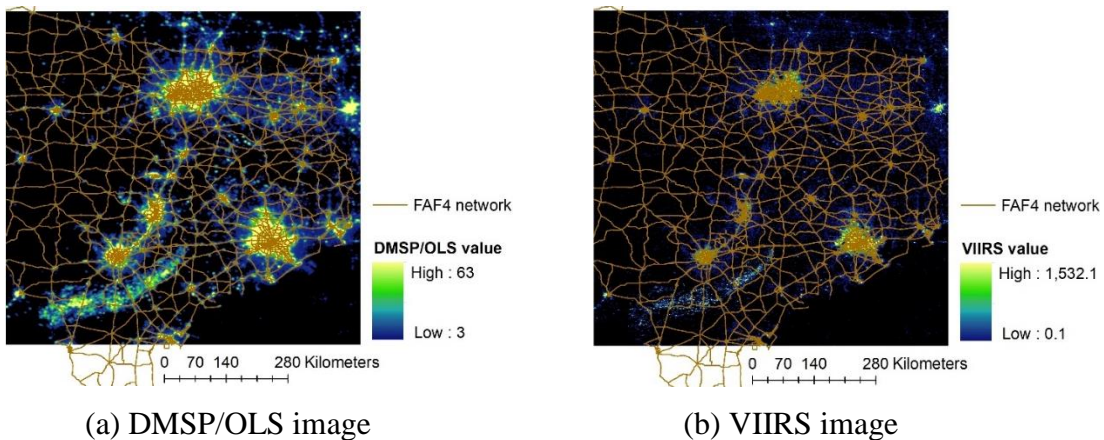 FAF4 network
DMSP/OLS value
High : 63
Low : 3
0 70 140 280 Kilometers
(a) DMSP/OLS image
FAF4 network
VIIRS value
High : 1,532.1
Low : 0.1
0 70 140 280 Kilometers
(b) VIIRS image